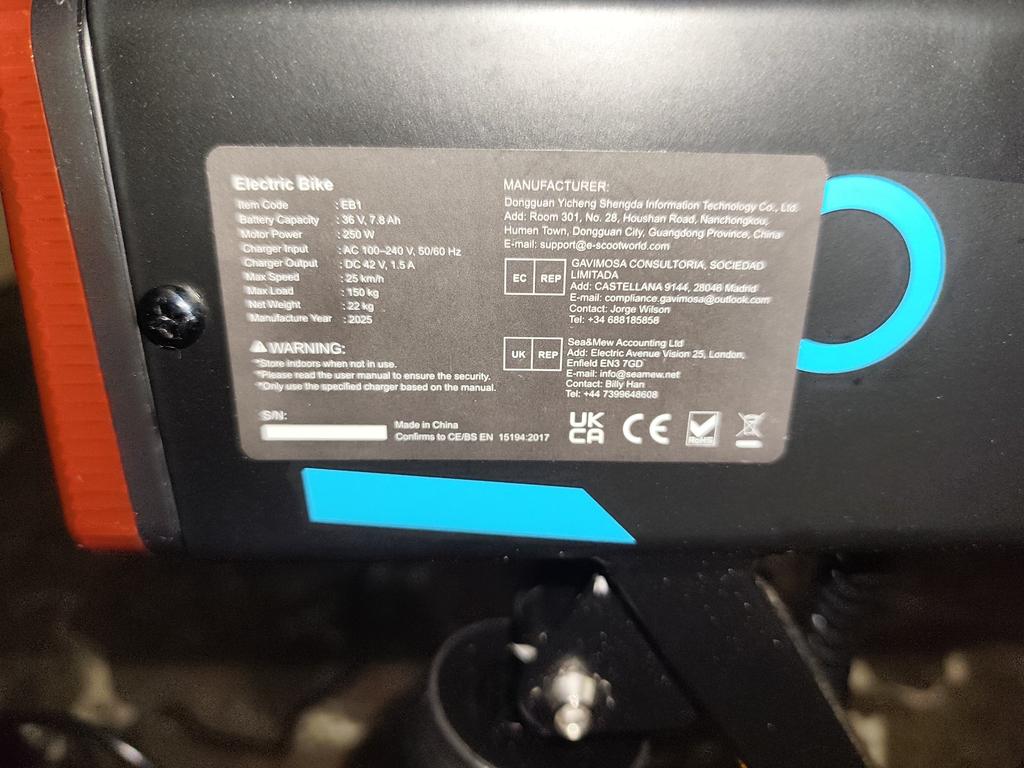 Electric Bike
Item Code : EB1
Battery Capacity : 36 V, 7.8 Ah
Motor Power : 250 W
Charger Input : AC 100–240 V, 50/60 Hz
Charger Output : DC 42 V, 1.5 A
Max Speed : 25 km/h
Max Load : 150 kg
Net Weight : 22 kg
Manufacture Year : 2025
WARNING:
*Store indoors when not in use.
*Please read the user manual to ensure the security.
*Only use the specified charger based on the manual.
S/N:
Made in China
Confirms to CE/BS EN 15194:2017
MANUFACTURER:
Dongguan Yicheng Shengda Information Technology Co., Ltd.
Add: Room 301, No. 28, Houshan Road, Nanchongkou,
Humen Town, Dongguan City, Guangdong Province, China
E-mail: support@e-scootworld.com
EC REP
GAVIMOSA CONSULTORIA, SOCIEDAD
LIMITADA
Add: CASTELLANA 9144, 28046 Madrid
E-mail: compliance.gavimosa@outlook.com
Contact: Jorge Wilson
Tel: +34 688185858
UK REP
Sea&Mew Accounting Ltd
Add: Electric Avenue Vision 25, London,
Enfield EN3 7GD
E-mail: info@seamew.net
Contact: Billy Han
Tel: +44 7399648608
UK
CA
CE
RoHS